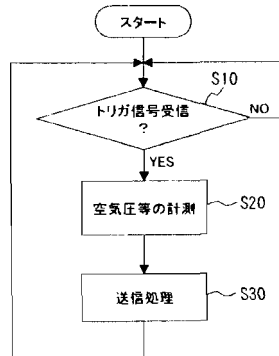 スタート
S10
トリガ信号受信
?
NO
YES
空気圧等の計測
S20
送信処理
S30